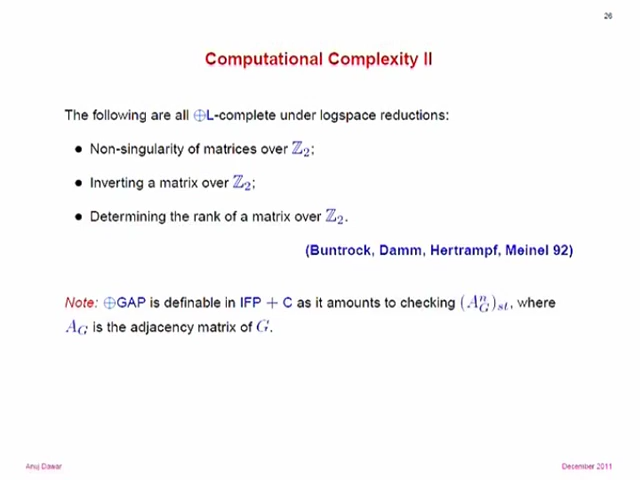 26
Computational Complexity II
The following are all ⊕L-complete under logspace reductions:
• Non-singularity of matrices over ℤ₂;
• Inverting a matrix over ℤ₂;
• Determining the rank of a matrix over ℤ₂.
(Buntrock, Damm, Hertrampf, Meinel 92)
Note: ⊕GAP is definable in IFP + C as it amounts to checking (A_G^n)_{st}, where
A_G is the adjacency matrix of G.
Anuj Dawar
December 2011